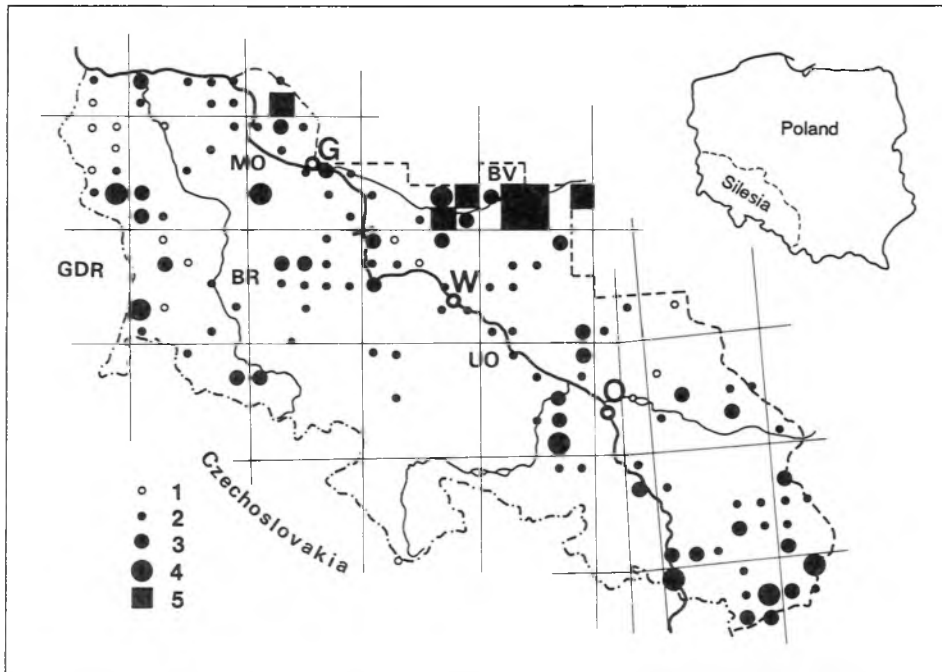 G
MO
BV
Poland
Silesia
GDR
BR
W
UO
O
Czechoslovakia
1
2
3
4
5